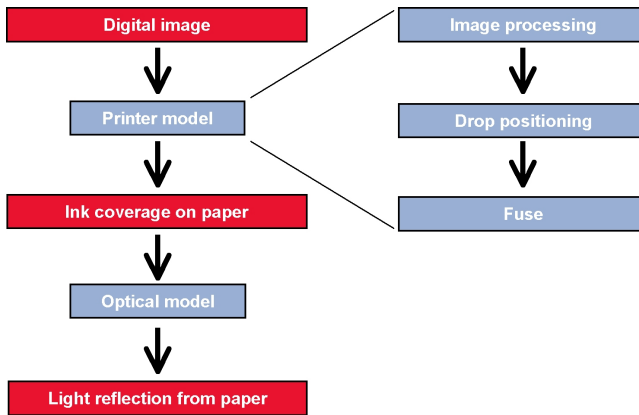 Digital image
Printer model
Ink coverage on paper
Optical model
Light reflection from paper
Image processing
Drop positioning
Fuse